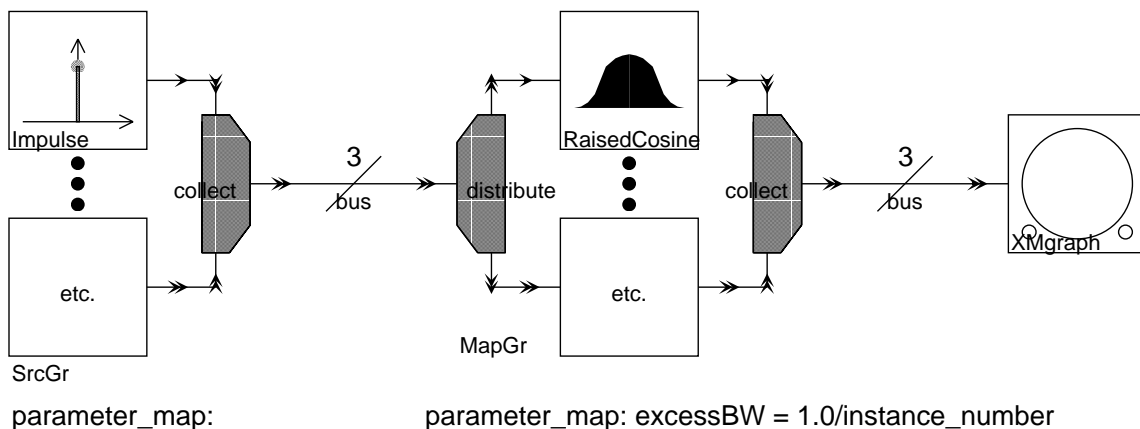 Impulse
RaisedCosine
3
3
collect
distribute
collect
bus
bus
XMgraph
etc.
etc.
MapGr
SrcGr
parameter_map:
parameter_map: excessBW = 1.0/instance_number